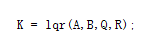 K = lqr(A,B,Q,R);